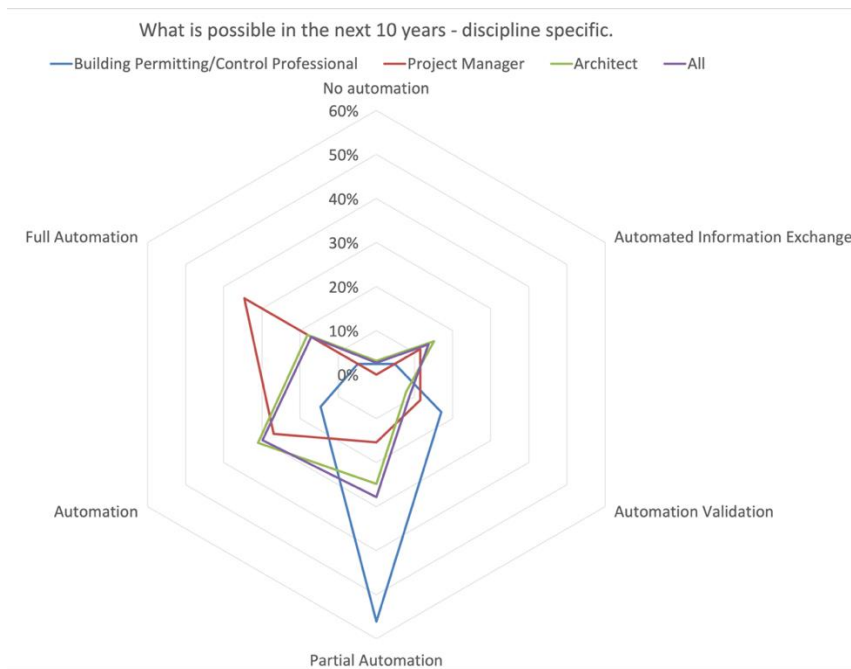 What is possible in the next 10 years - discipline specific.
Building Permitting/Control Professional Project Manager Architect All
No automation
60%
50%
40%
30%
20%
10%
0%
Full Automation
Automated Information Exchange
Automation
Automation Validation
Partial Automation